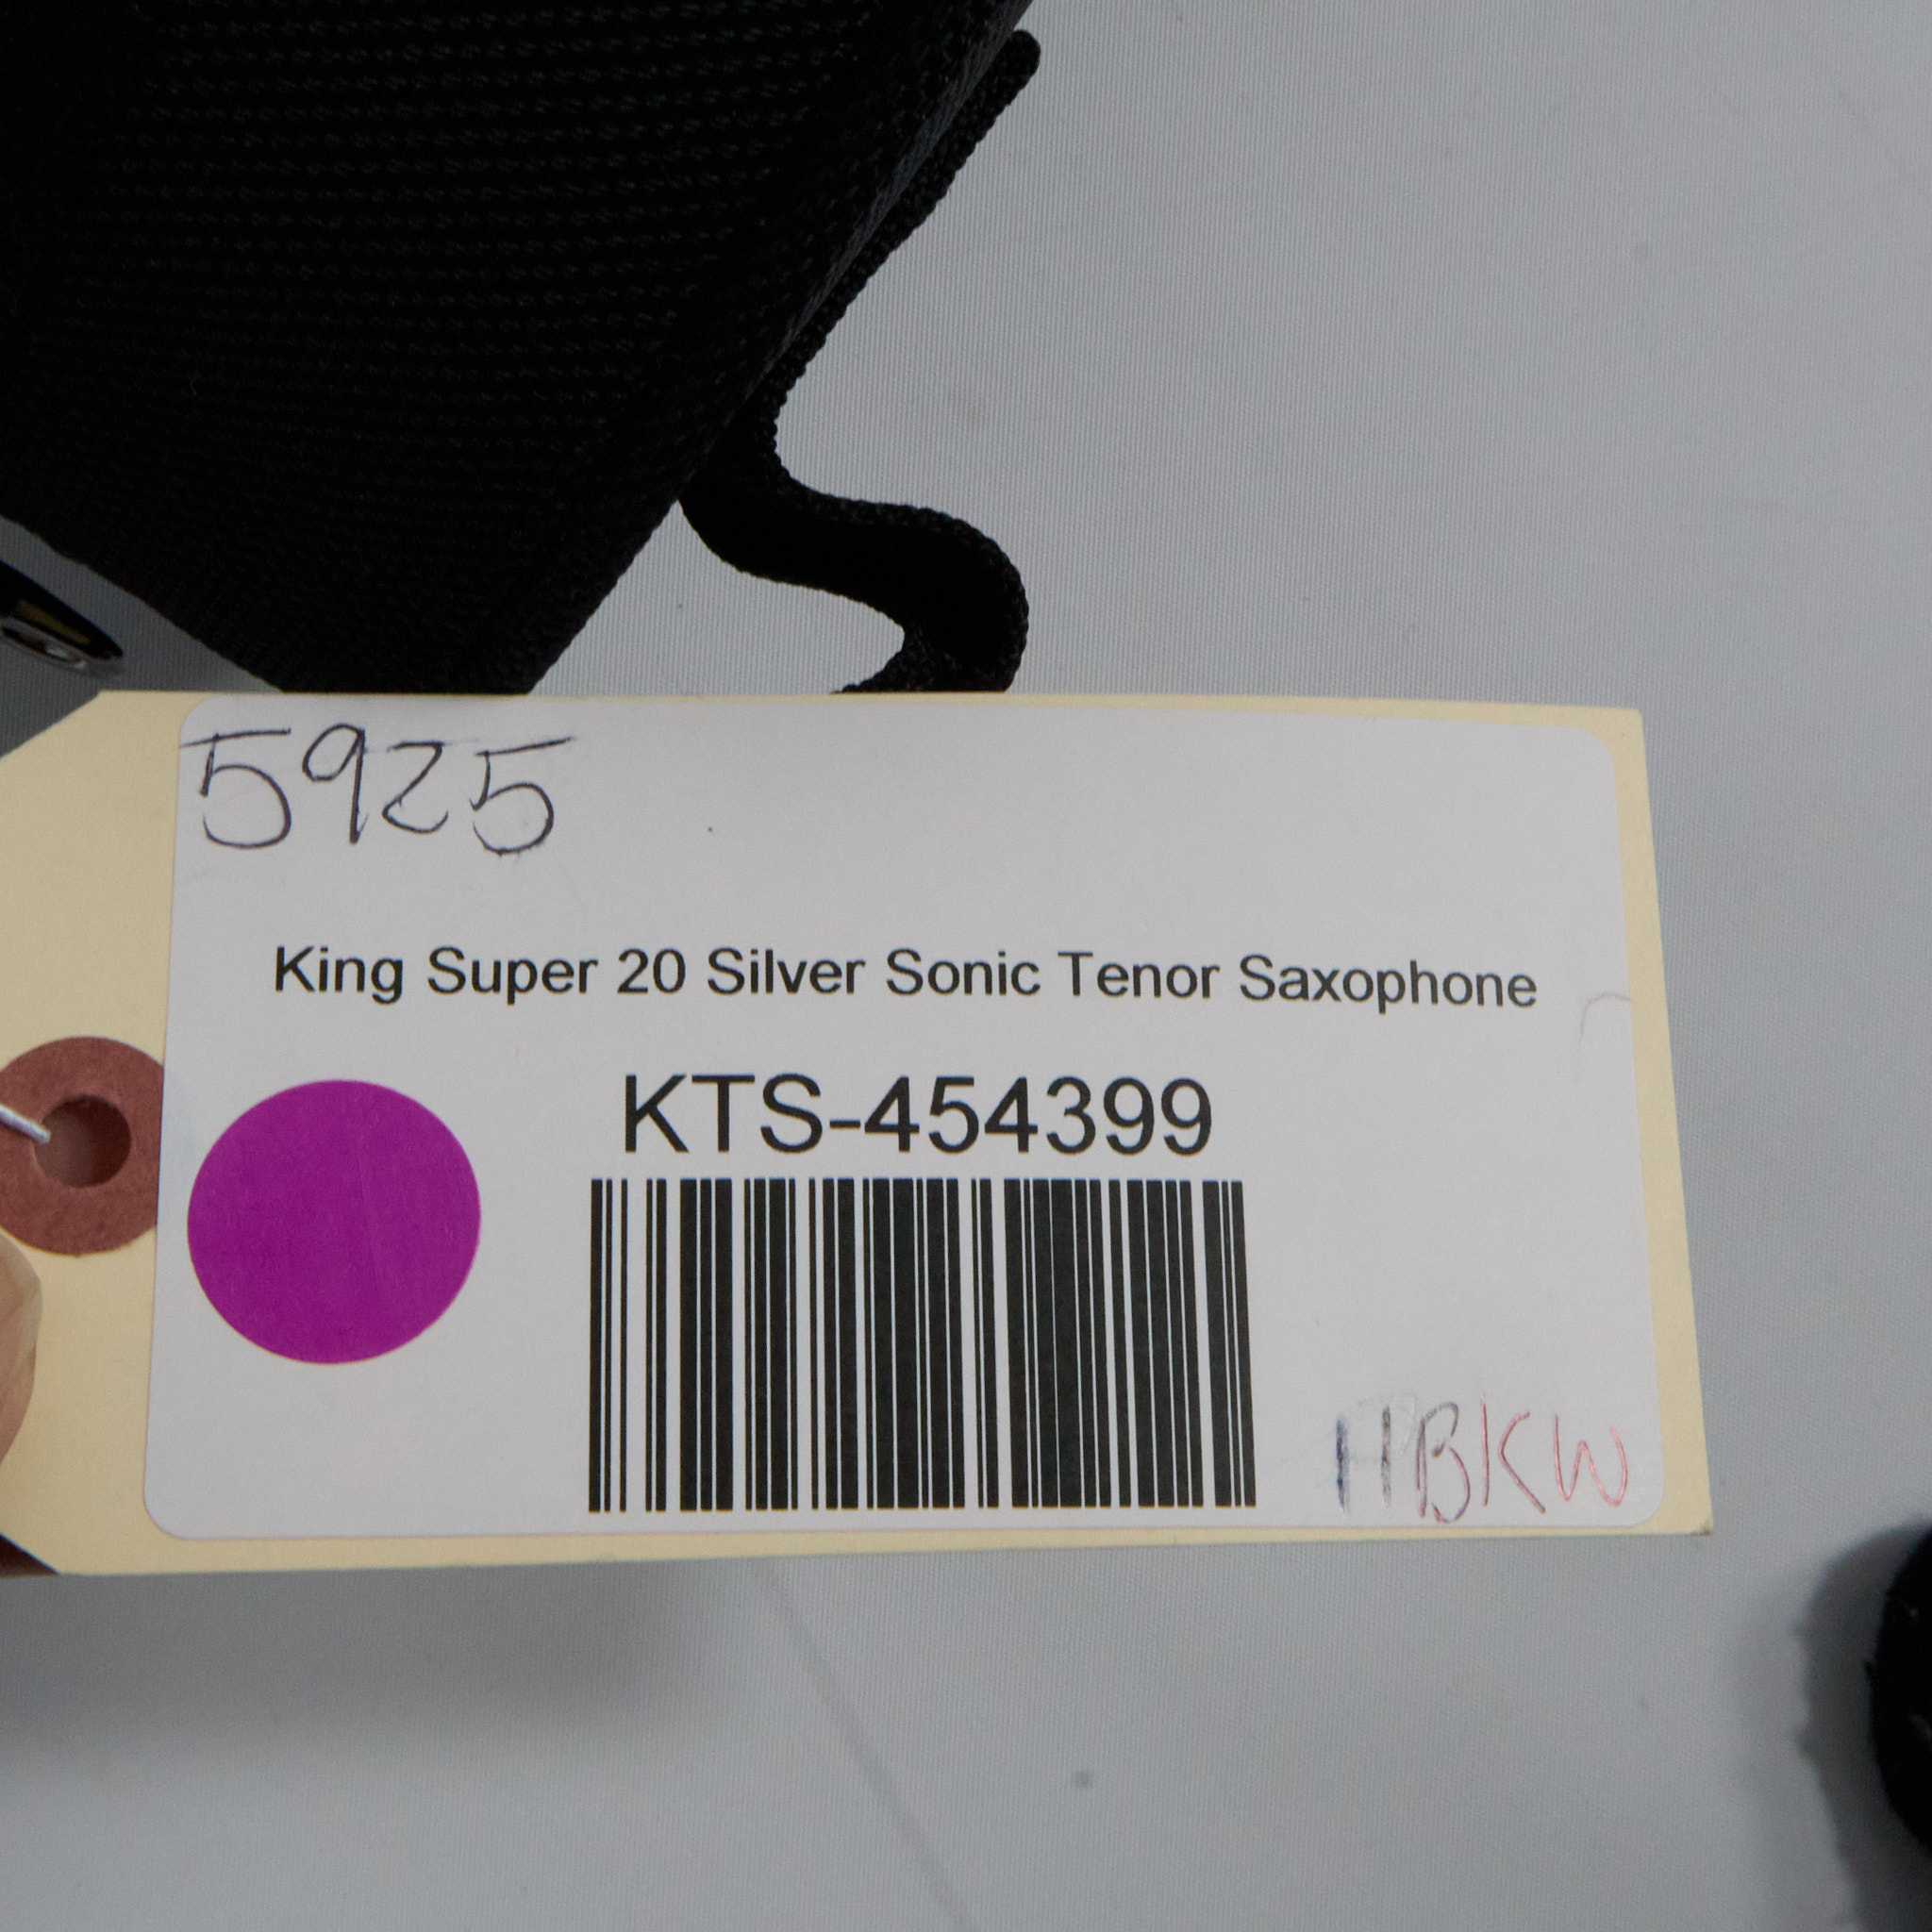 5925
King Super 20 Silver Sonic Tenor Saxophone
KTS-454399
HBKW